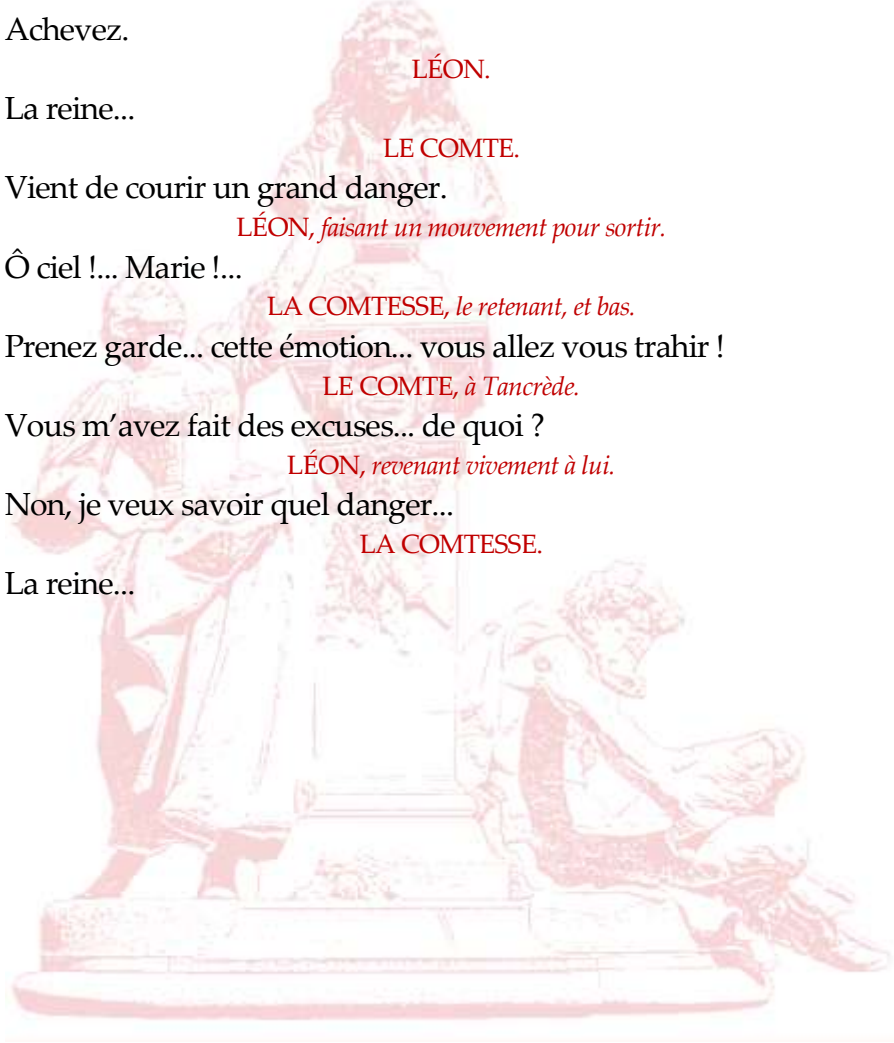 Achevez.
LÉON.
La reine...
LE COMTE.
Vient de courir un grand danger.
LÉON, faisant un mouvement pour sortir.
Ô ciel !... Marie !...
LA COMTESSE, le retenant, et bas.
Prenez garde... cette émotion... vous allez vous trahir !
LE COMTE, à Tancrède.
Vous m’avez fait des excuses... de quoi ?
LÉON, revenant vivement à lui.
Non, je veux savoir quel danger...
LA COMTESSE.
La reine...